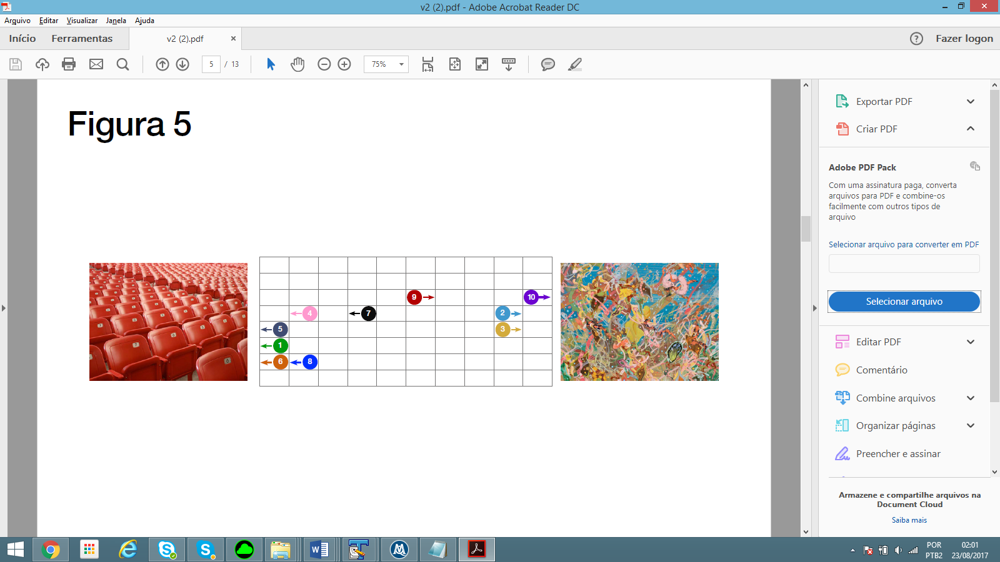 v2 (2).pdf - Adobe Acrobat Reader DC
Arquivo Editar Visualizar Janela Ajuda
Início Ferramentas v2 (2).pdf Fazer logon
5 / 13 75%
Figura 5
9 10
4 7 2
5 3
1
6 8
Exportar PDF
Criar PDF
Adobe PDF Pack
Com uma assinatura paga, converta
arquivos para PDF e combine-os
facilmente com outros tipos de
arquivo
Selecionar arquivo para converter em PDF
Selecionar arquivo
Editar PDF
Comentário
Combine arquivos
Organizar páginas
Preencher e assinar
Armazene e compartilhe arquivos na
Document Cloud
Saiba mais
POR
PTB2
02:01
23/08/2017